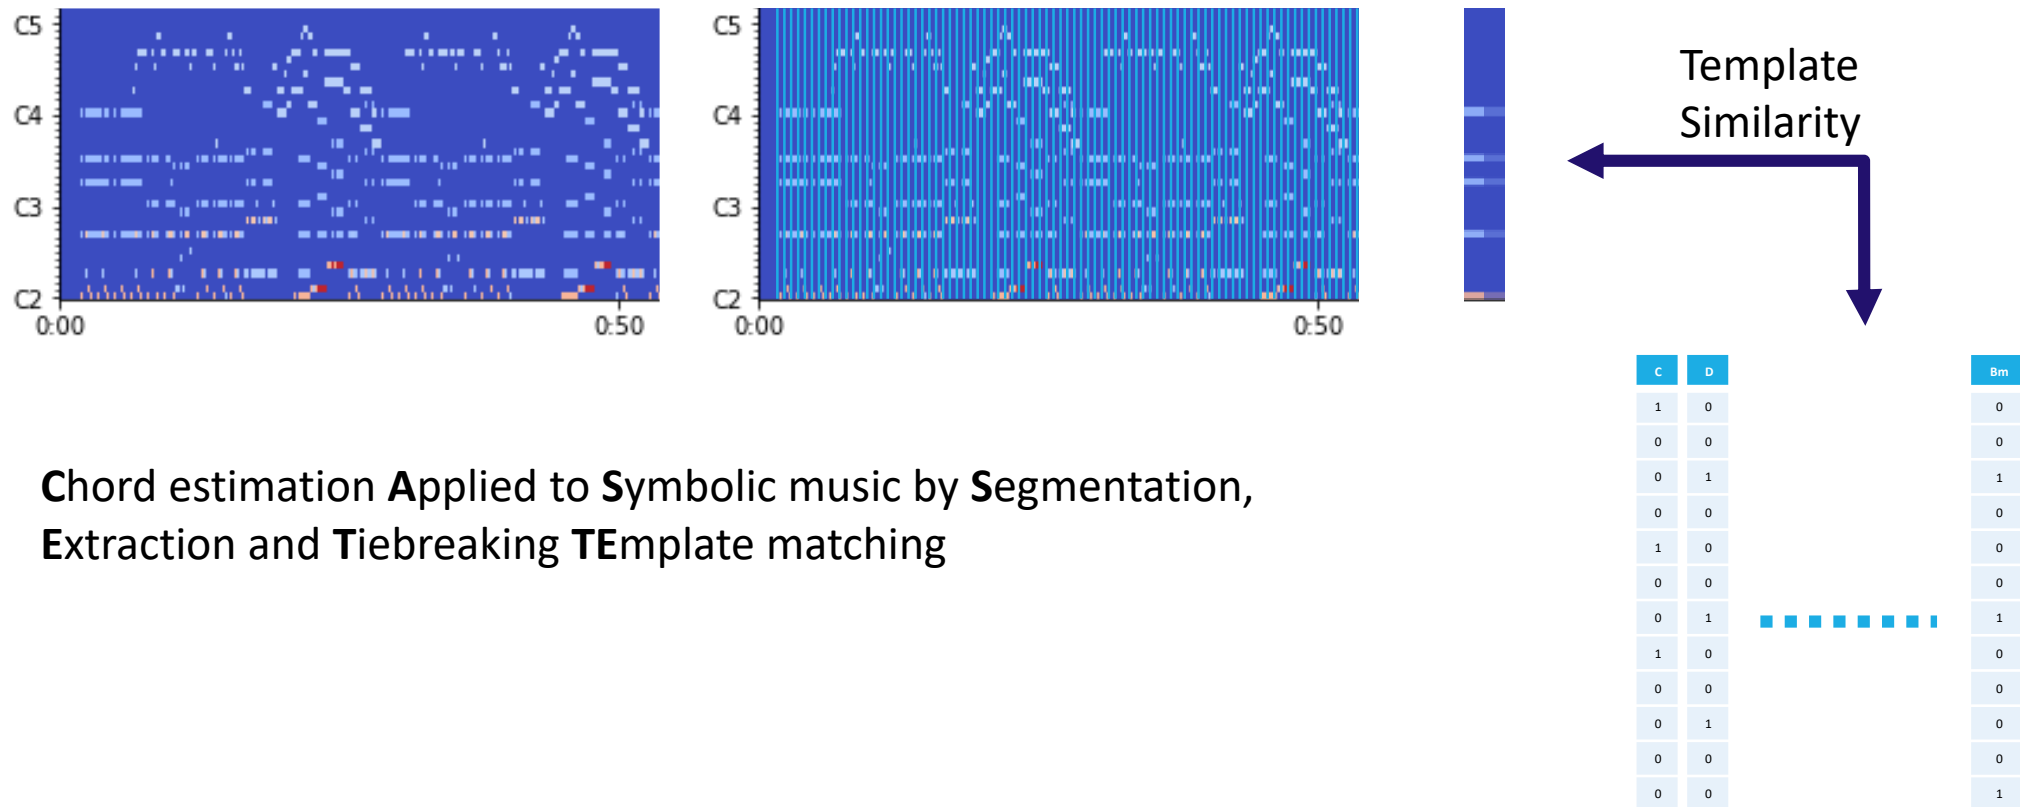 C5
C4
C3
C2
0:00 0:50
C5
C4
C3
C2
0:00 0:50
Template
Similarity
C D Bm
1 0 0
0 0 0
0 1 1
0 0 0
1 0 0
0 0 0
0 1 1
1 0 0
0 0 0
0 1 0
0 0 0
0 0 1
Chord estimation Applied to Symbolic music by Segmentation,
Extraction and Tiebreaking TEmplate matching